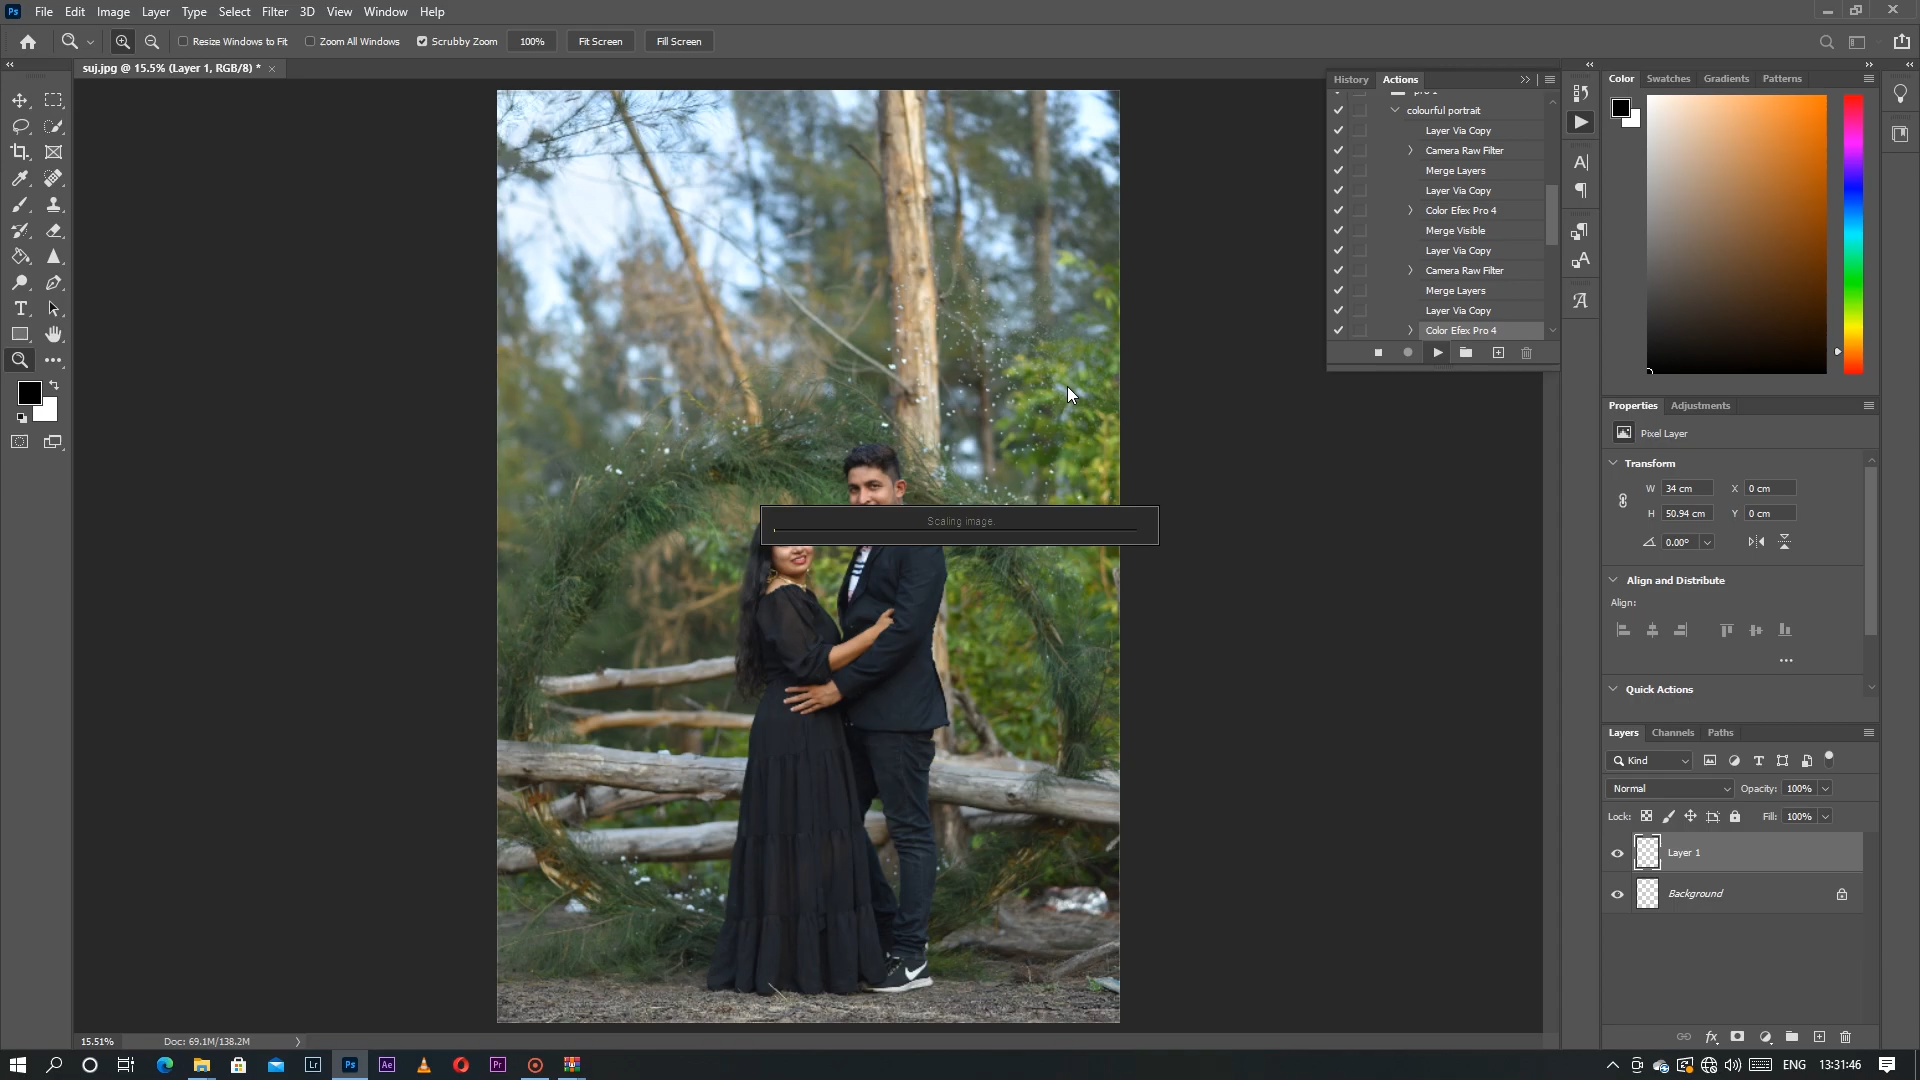 Ps File Edit Image Layer Type Select Filter 3D View Window Help
Resize Windows to Fit Zoom All Windows Scrubby Zoom 100% Fit Screen Fill Screen
suj.jpg @ 15.5% (Layer 1, RGB/8) *
History Actions
colourful portrait
Layer Via Copy
Camera Raw Filter
Merge Layers
Layer Via Copy
Color Efex Pro 4
Merge Visible
Layer Via Copy
Camera Raw Filter
Merge Layers
Layer Via Copy
Color Efex Pro 4
Scaling image.
Color Swatches Gradients Patterns
Properties Adjustments
Pixel Layer
Transform
W 34 cm X 0 cm
H 50.94 cm Y 0 cm
0.00°
Align and Distribute
Align:
Quick Actions
Layers Channels Paths
Kind
Normal Opacity: 100%
Lock: Fill: 100%
Layer 1
Background
15.51% Doc: 69.1M/138.2M
Lr Ps Ae Pr ENG 13:31:46